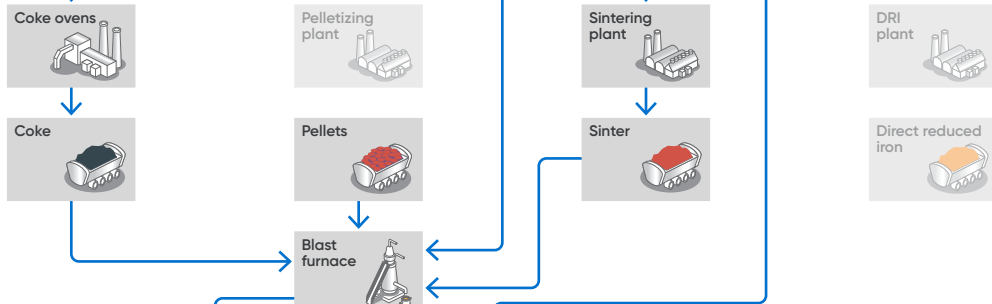 Coke ovens
Pelletizing
plant
Sintering
plant
DRI
plant
Coke
Pellets
Sinter
Direct reduced
iron
Blast
furnace